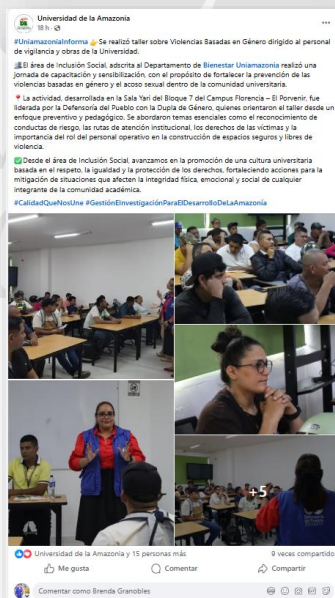 Universidad de la Amazonia
18 h
#UniamazoniaInforma 👉Se realizó taller sobre Violencias Basadas en Género dirigido al personal
de vigilancia y obras de la Universidad.
El área de Inclusión Social, adscrita al Departamento de Bienestar Uniamazonia realizó una
jornada de capacitación y sensibilización, con el propósito de fortalecer la prevención de las
violencias basadas en género y el acoso sexual dentro de la comunidad universitaria.
📍 La actividad, desarrollada en la Sala Yarí del Bloque 7 del Campus Florencia – El Porvenir, fue
liderada por la Defensoría del Pueblo con la Dupla de Género, quienes orientaron el taller desde un
enfoque preventivo y pedagógico. Se abordaron temas esenciales como el reconocimiento de
conductas de riesgo, las rutas de atención institucional, los derechos de las víctimas y la
importancia del rol del personal operativo en la construcción de espacios seguros y libres de
violencia.
✅Desde el área de Inclusión Social, avanzamos en la promoción de una cultura universitaria
basada en el respeto, la igualdad y la protección de los derechos, fortaleciendo acciones para la
mitigación de situaciones que afecten la integridad física, emocional y social de cualquier
integrante de la comunidad académica.
#CalidadQueNosUne #GestiónEInvestigaciónParaElDesarrolloDeLaAmazonía
+5
Universidad de la Amazonia y 15 personas más
9 veces compartido
Me gusta
Comentar
Compartir
Comentar como Brenda Granobles